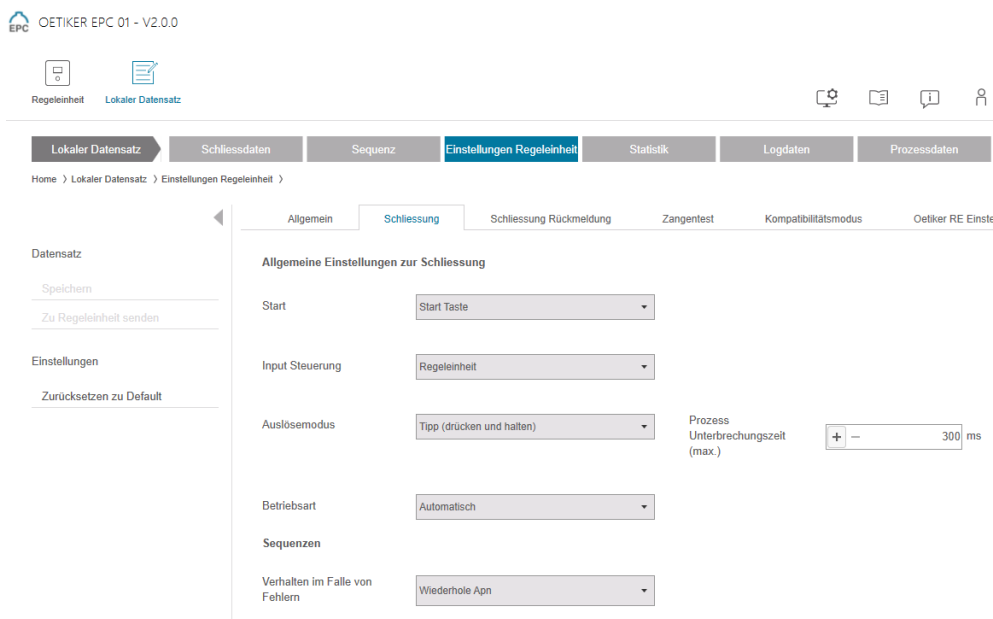 EPC
OETIKER EPC 01 - V2.0.0
Regeleinheit
Lokaler Datensatz
Lokaler Datensatz
Schliessdaten
Sequenz
Einstellungen Regeleinheit
Statistik
Logdaten
Prozessdaten
Home > Lokaler Datensatz > Einstellungen Regeleinheit >
Allgemein
Schliessung
Schliessung Rückmeldung
Zangentest
Kompatibilitätsmodus
Oetiker RE Einste
Datensatz
Speichern
Zu Regeleinheit senden
Einstellungen
Zurücksetzen zu Default
Allgemeine Einstellungen zur Schliessung
Start
Start Taste
Input Steuerung
Regeleinheit
Auslösemodus
Tipp (drücken und halten)
Prozess
Unterbrechungszeit
(max.)
+ − 300 ms
Betriebsart
Automatisch
Sequenzen
Verhalten im Falle von
Fehlern
Wiederhole Apn